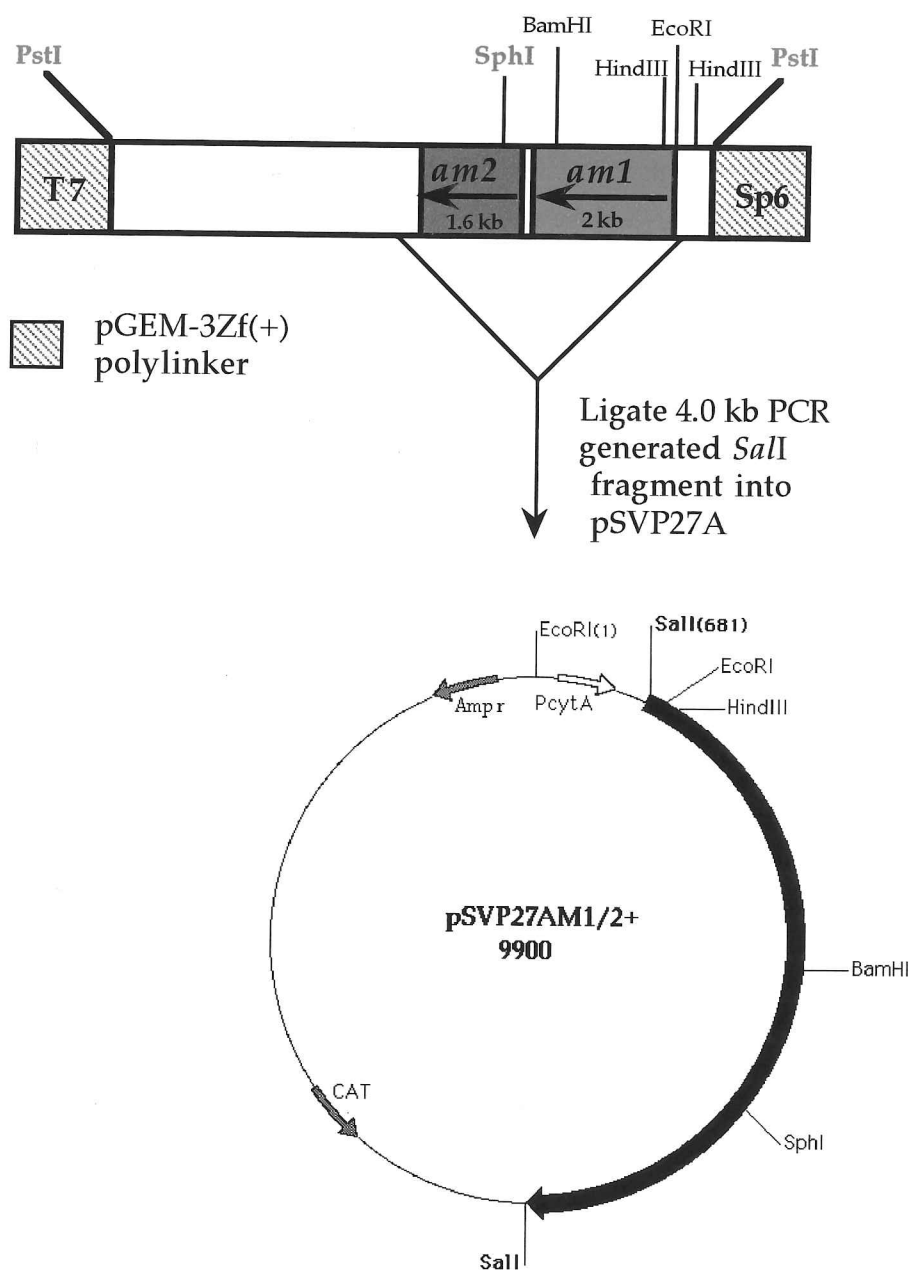 BamHI
EcoRI
PstI
SphI
HindIII
HindIII
PstI
T7
am2
1.6 kb
am1
2 kb
Sp6
pGEM-3Zf(+)
polylinker
Ligate 4.0 kb PCR
generated SalI
fragment into
pSVP27A
EcoRI(1)
SalI(681)
EcoRI
HindIII
Ampr
PcytA
pSVP27AM1/2+
9900
BamHI
CAT
SphI
SalI